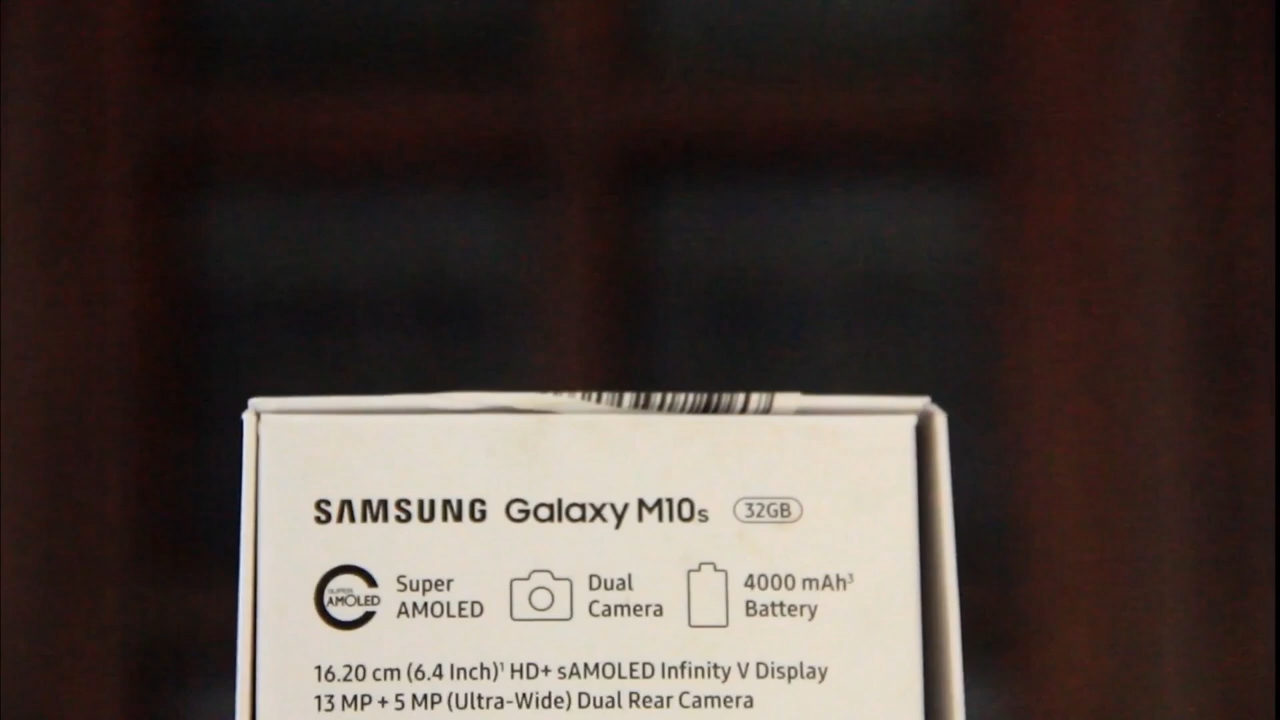 SAMSUNG Galaxy M10s 32GB
SUPER AMOLED Super AMOLED Dual Camera 4000 mAh³ Battery
16.20 cm (6.4 Inch)¹ HD+ sAMOLED Infinity V Display
13 MP + 5 MP (Ultra-Wide) Dual Rear Camera